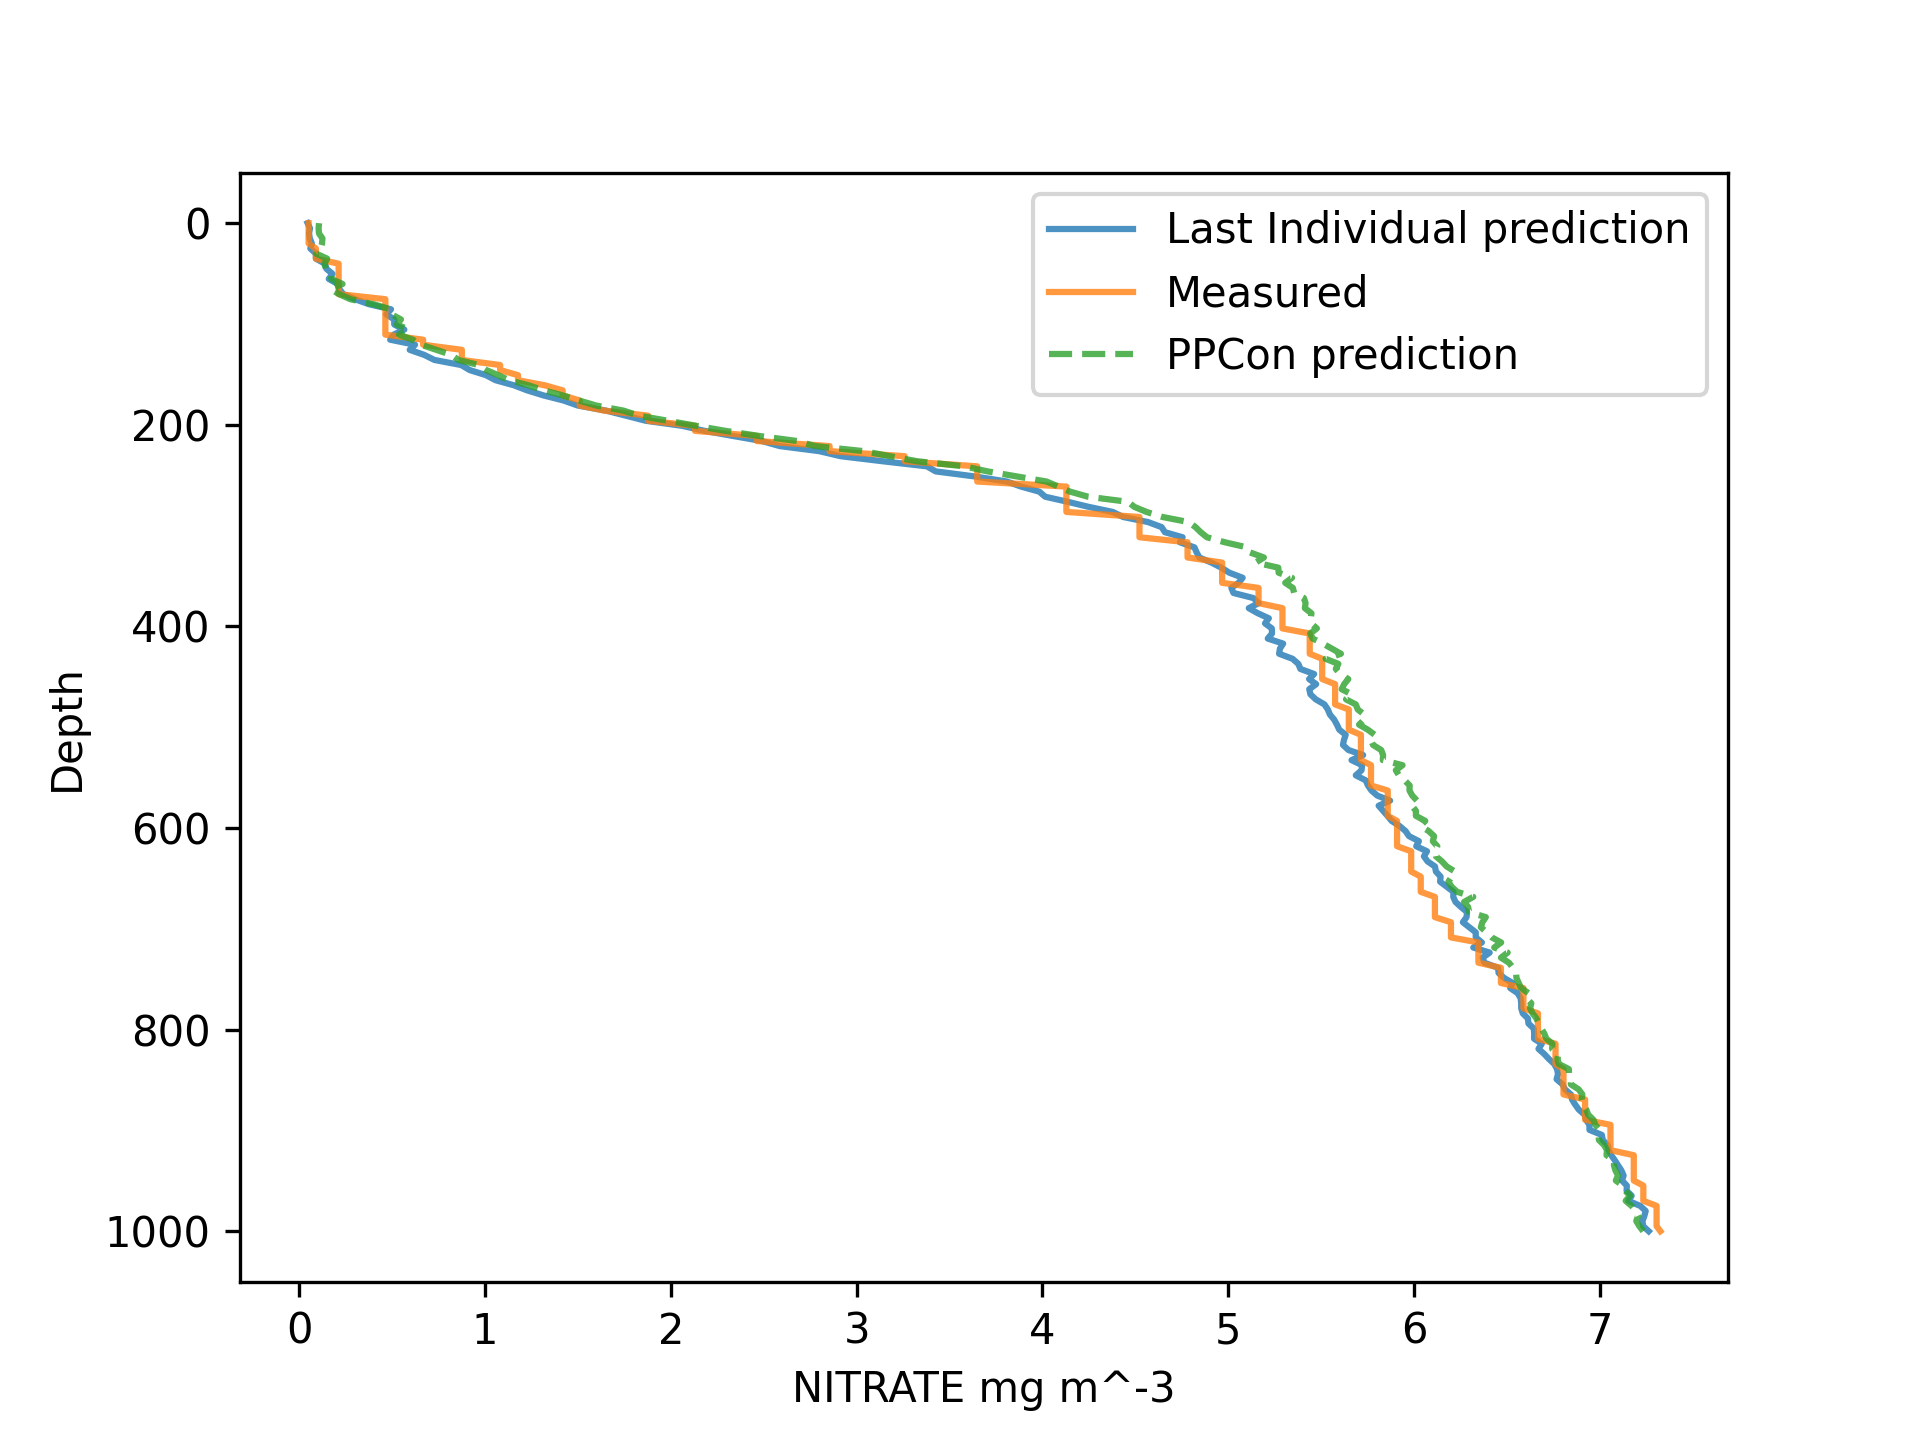 Last Individual prediction
Measured
PPCon prediction
0
200
400
600
800
1000
Depth
0 1 2 3 4 5 6 7
NITRATE mg m^-3